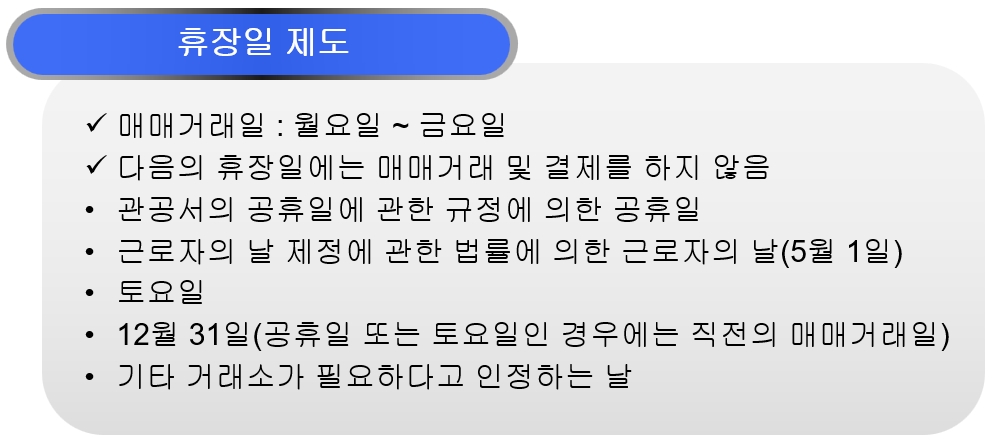 휴장일 제도
✓ 매매거래일 : 월요일 ~ 금요일
✓ 다음의 휴장일에는 매매거래 및 결제를 하지 않음
• 관공서의 공휴일에 관한 규정에 의한 공휴일
• 근로자의 날 제정에 관한 법률에 의한 근로자의 날(5월 1일)
• 토요일
• 12월 31일(공휴일 또는 토요일인 경우에는 직전의 매매거래일)
• 기타 거래소가 필요하다고 인정하는 날